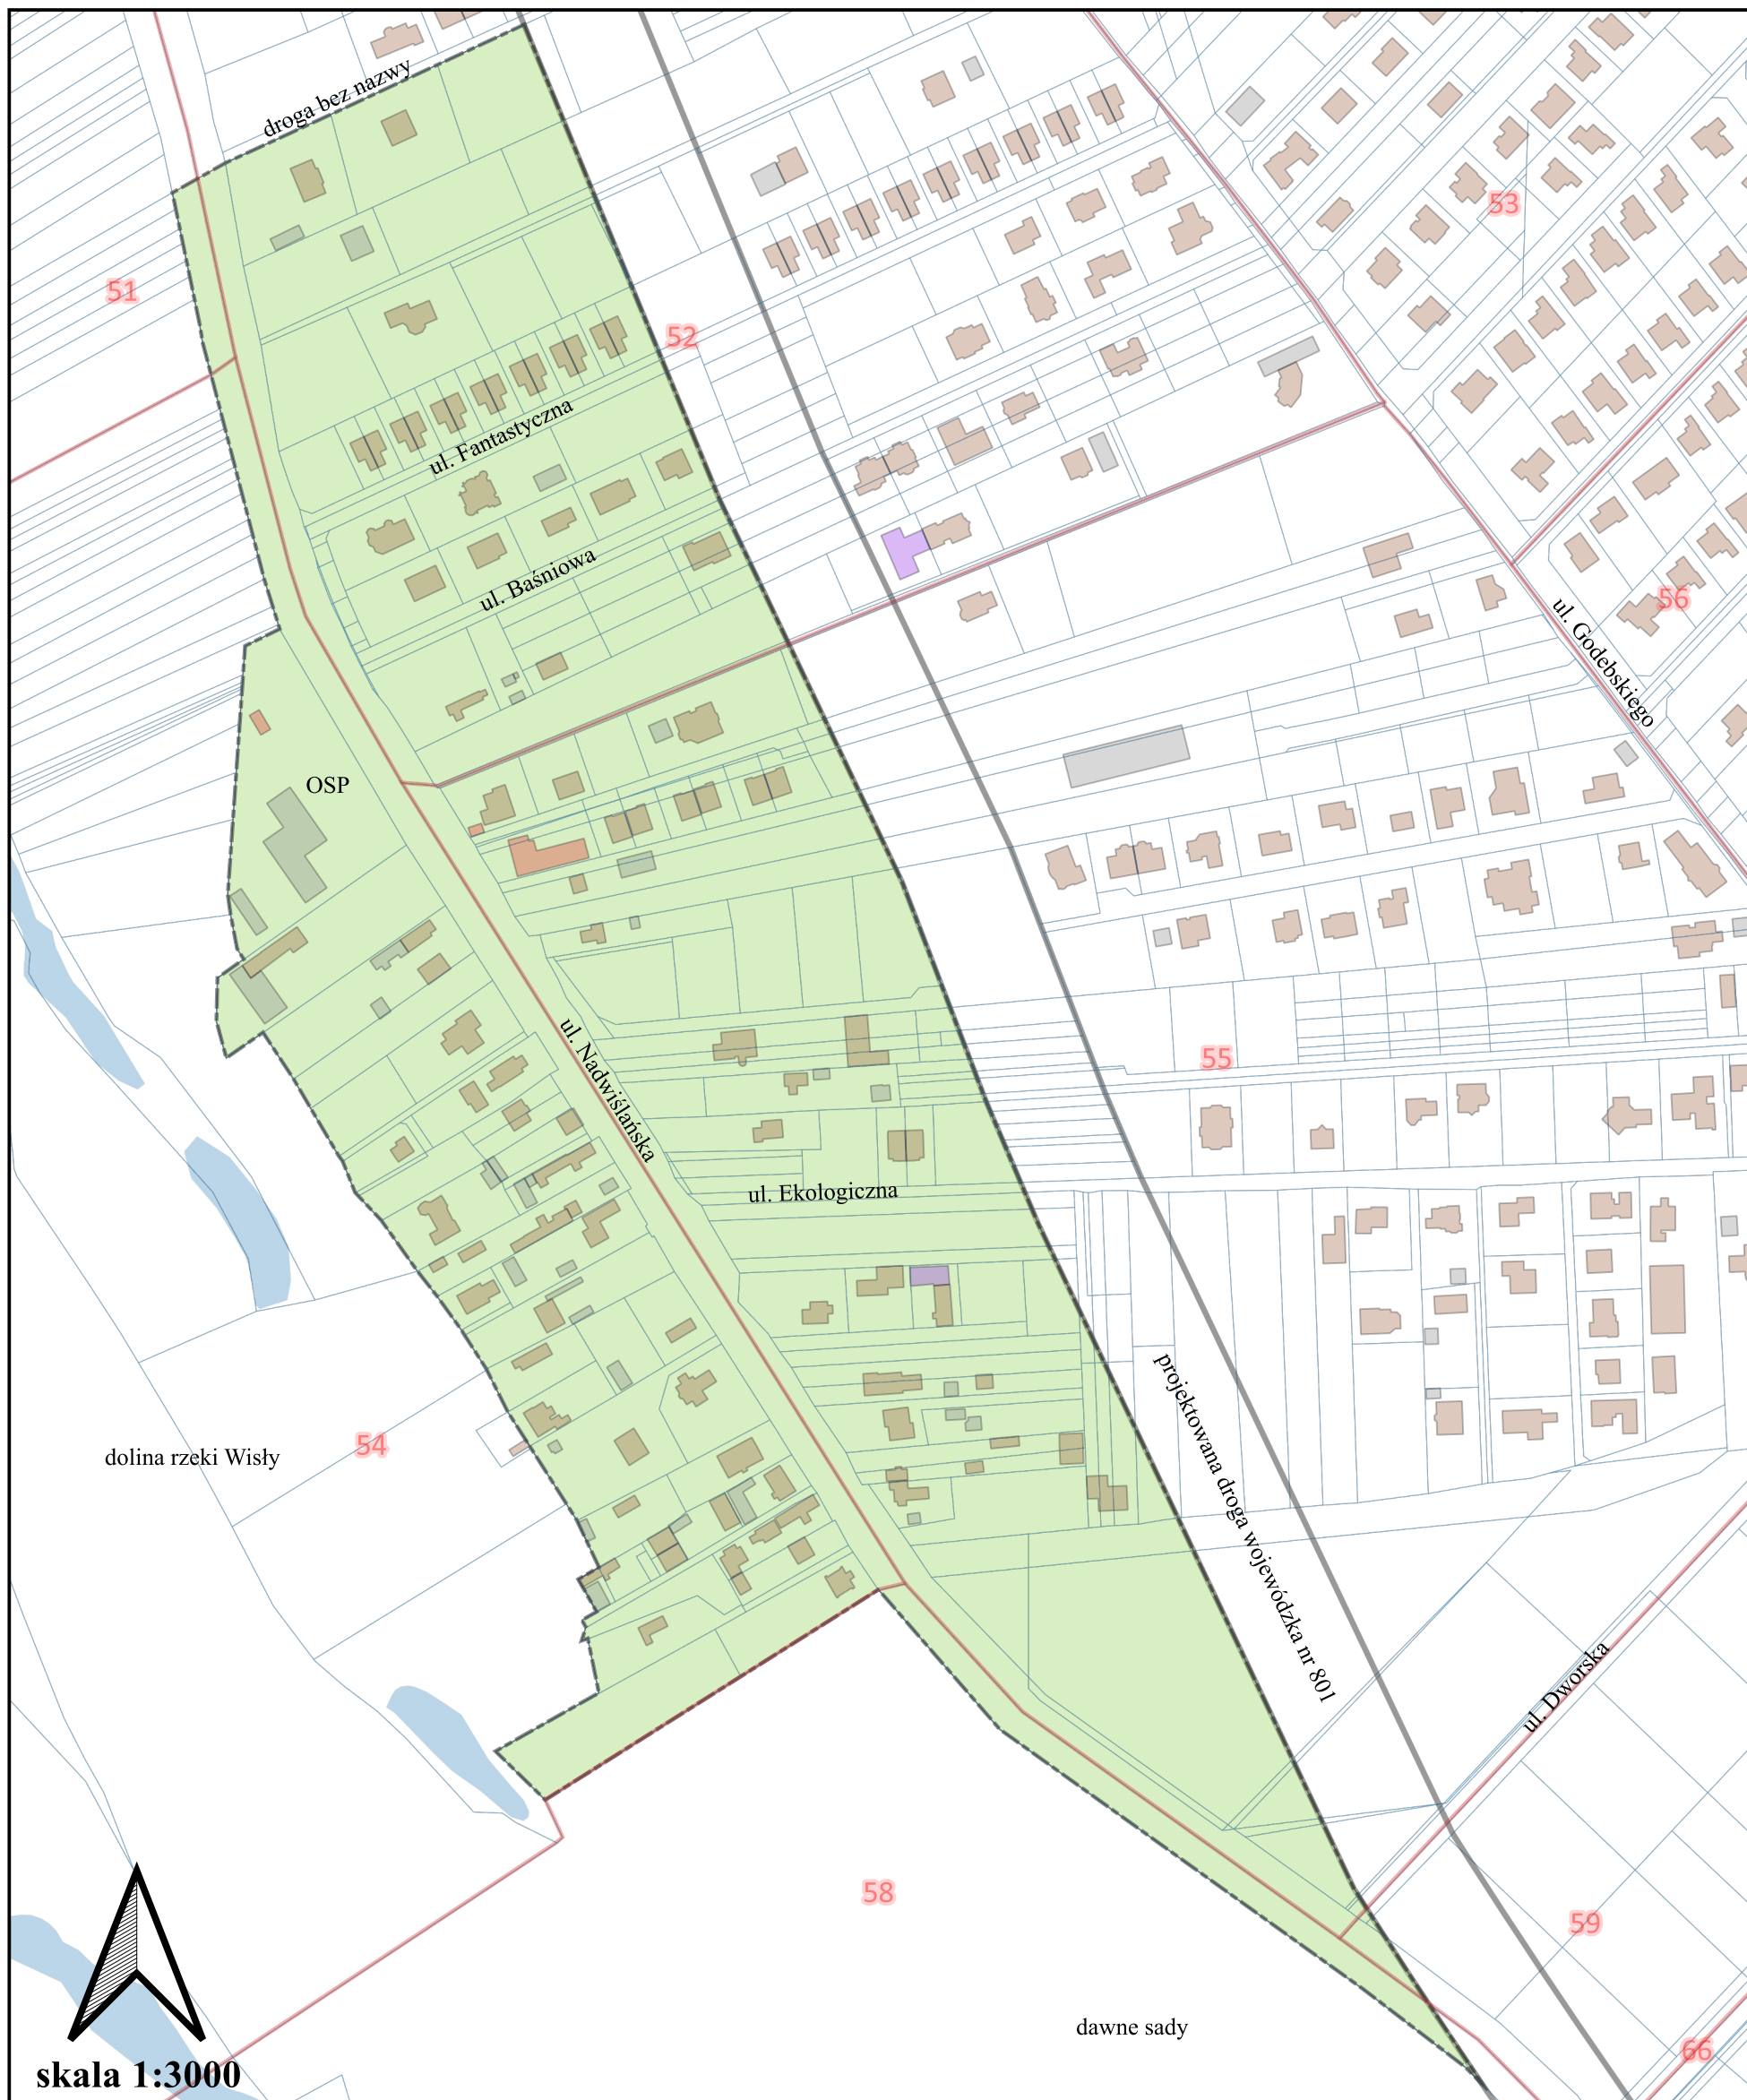 droga bez nazwy
53
51
52
ul. Fantastyczna
ul. Baśniowa
56
ul. Godebskiego
OSP
ul. Nadwiślańska
55
ul. Ekologiczna
projektowana droga wojewódzka nr 801
54
dolina rzeki Wisły
ul. Dworska
58
59
dawne sady
66
skala 1:3000